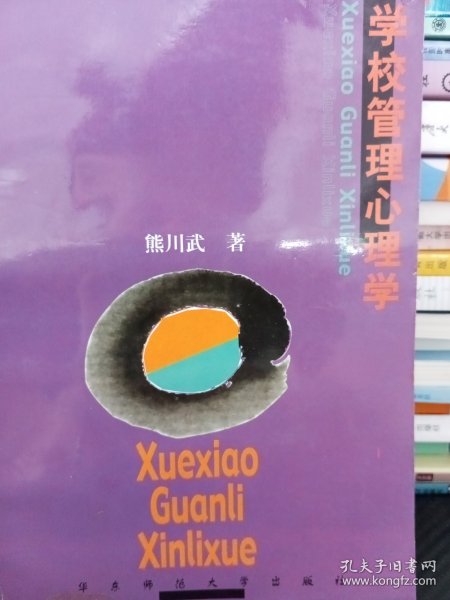 学校管理心理学
Xuexiao Guanli Xinlixue
熊川武 著
Xuexiao
Guanli
Xinlixue
华东师范大学出版社
孔夫子旧书网
kongfz.com